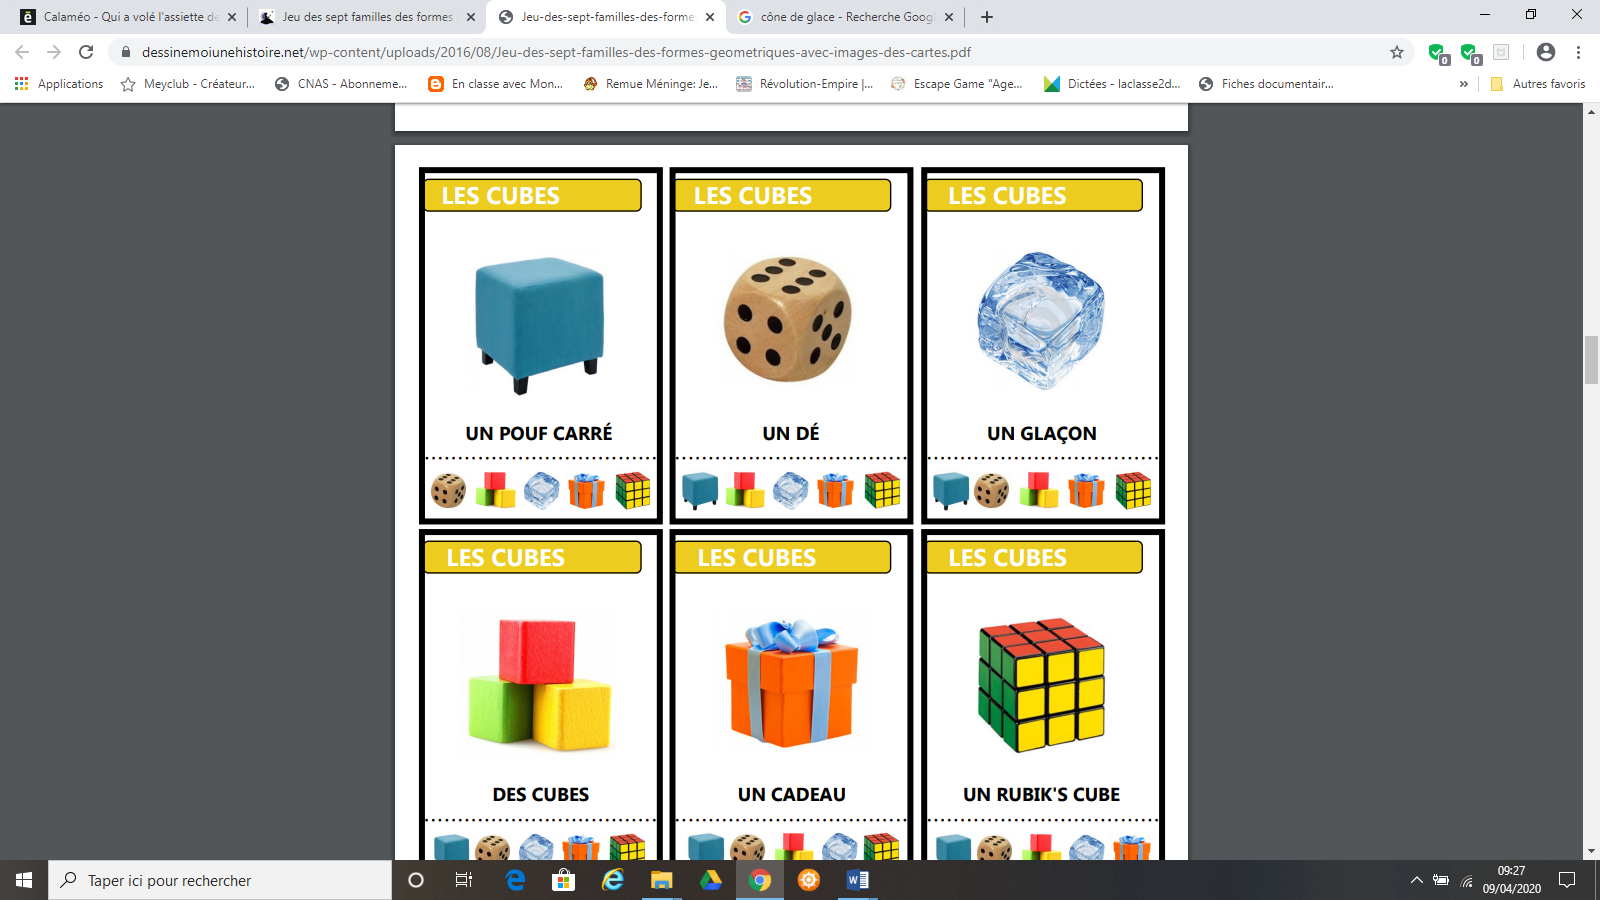 Calaméo - Qui a volé l'assiette de
Jeu des sept familles des formes
Jeu-des-sept-familles-des-forme
cône de glace - Recherche Goog
dessinemoiunehistoire.net/wp-content/uploads/2016/08/Jeu-des-sept-familles-des-formes-geometriques-avec-images-des-cartes.pdf
0
0
Applications
Meyclub - Créateur...
CNAS - Abonneme...
En classe avec Mon...
Remue Méninge: Je...
Révolution-Empire |...
Escape Game "Age...
Dictées - laclasse2d...
Fiches documentair...
»
Autres favoris
LES CUBES
LES CUBES
LES CUBES
UN POUF CARRÉ
UN DÉ
UN GLAÇON
LES CUBES
LES CUBES
LES CUBES
DES CUBES
UN CADEAU
UN RUBIK'S CUBE
Taper ici pour rechercher
09:27
09/04/2020